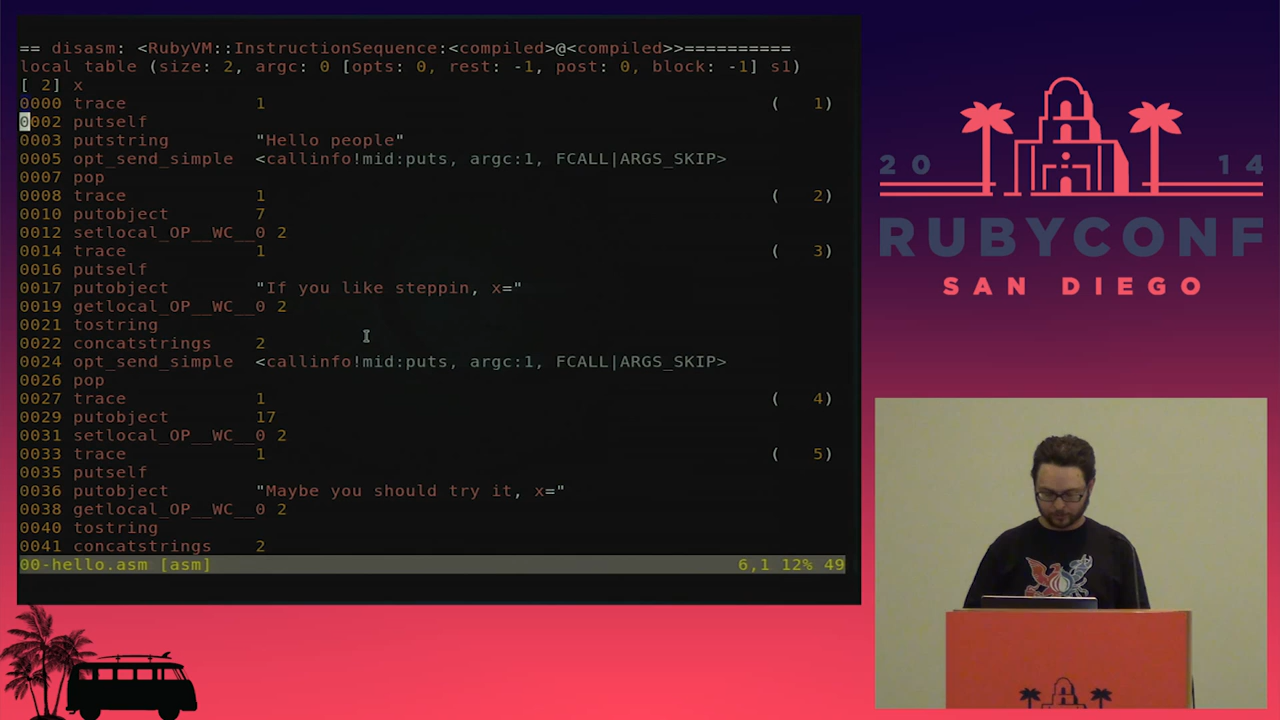 == disasm: <RubyVM::InstructionSequence:<compiled>@<compiled>>==========
local table (size: 2, argc: 0 [opts: 0, rest: -1, post: 0, block: -1] s1)
[ 2] x
0000 trace 1 ( 1)
0002 putself
0003 putstring "Hello people"
0005 opt_send_simple <callinfo!mid:puts, argc:1, FCALL|ARGS_SKIP>
0007 pop
0008 trace 1 ( 2)
0010 putobject 7
0012 setlocal_OP__WC__0 2
0014 trace 1 ( 3)
0016 putself
0017 putobject "If you like steppin, x="
0019 getlocal_OP__WC__0 2
0021 tostring
0022 concatstrings 2
0024 opt_send_simple <callinfo!mid:puts, argc:1, FCALL|ARGS_SKIP>
0026 pop
0027 trace 1 ( 4)
0029 putobject 17
0031 setlocal_OP__WC__0 2
0033 trace 1 ( 5)
0035 putself
0036 putobject "Maybe you should try it, x="
0038 getlocal_OP__WC__0 2
0040 tostring
0041 concatstrings 2
00-hello.asm [asm] 6,1 12% 49
20 14
RUBYCONF
SAN DIEGO